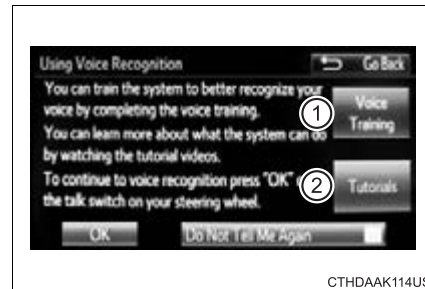 Using Voice Recognition
Go Back
You can train the system to better recognize your
voice by completing the voice training.
You can learn more about what the system can do
by watching the tutorial videos.
To continue to voice recognition press "OK"
the talk switch on your steering wheel.
1
Voice
Training
2
Tutorials
OK
Do Not Tell Me Again
CTHDAAK114US